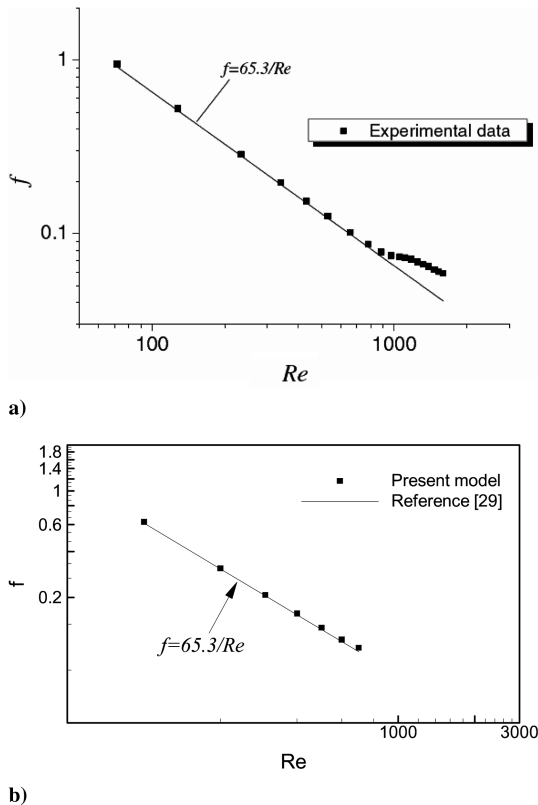 1
f=65.3/Re
Experimental data
f
0.1
100
1000
Re
a)
1.8
1.4
1
Present model
Reference [29]
0.6
f
0.2
f=65.3/Re
1000
3000
Re
b)